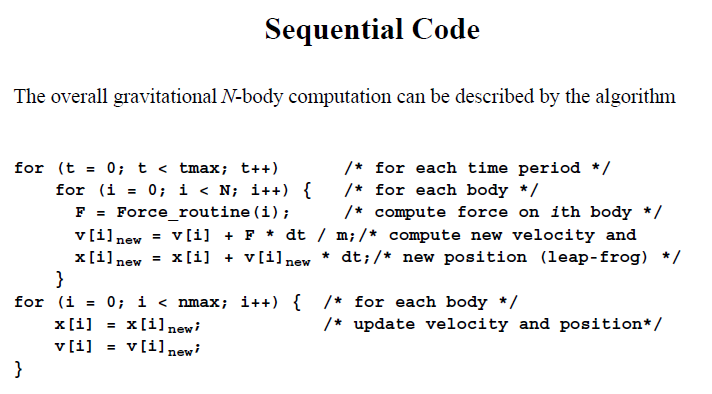 Sequential Code
The overall gravitational N-body computation can be described by the algorithm
for (t = 0; t < tmax; t++) /* for each time period */
for (i = 0; i < N; i++) { /* for each body */
F = Force_routine(i); /* compute force on ith body */
v[i]new = v[i] + F * dt / m;/* compute new velocity and
x[i]new = x[i] + v[i]new * dt;/* new position (leap-frog) */
}
for (i = 0; i < nmax; i++) { /* for each body */
x[i] = x[i]new; /* update velocity and position*/
v[i] = v[i]new;
}